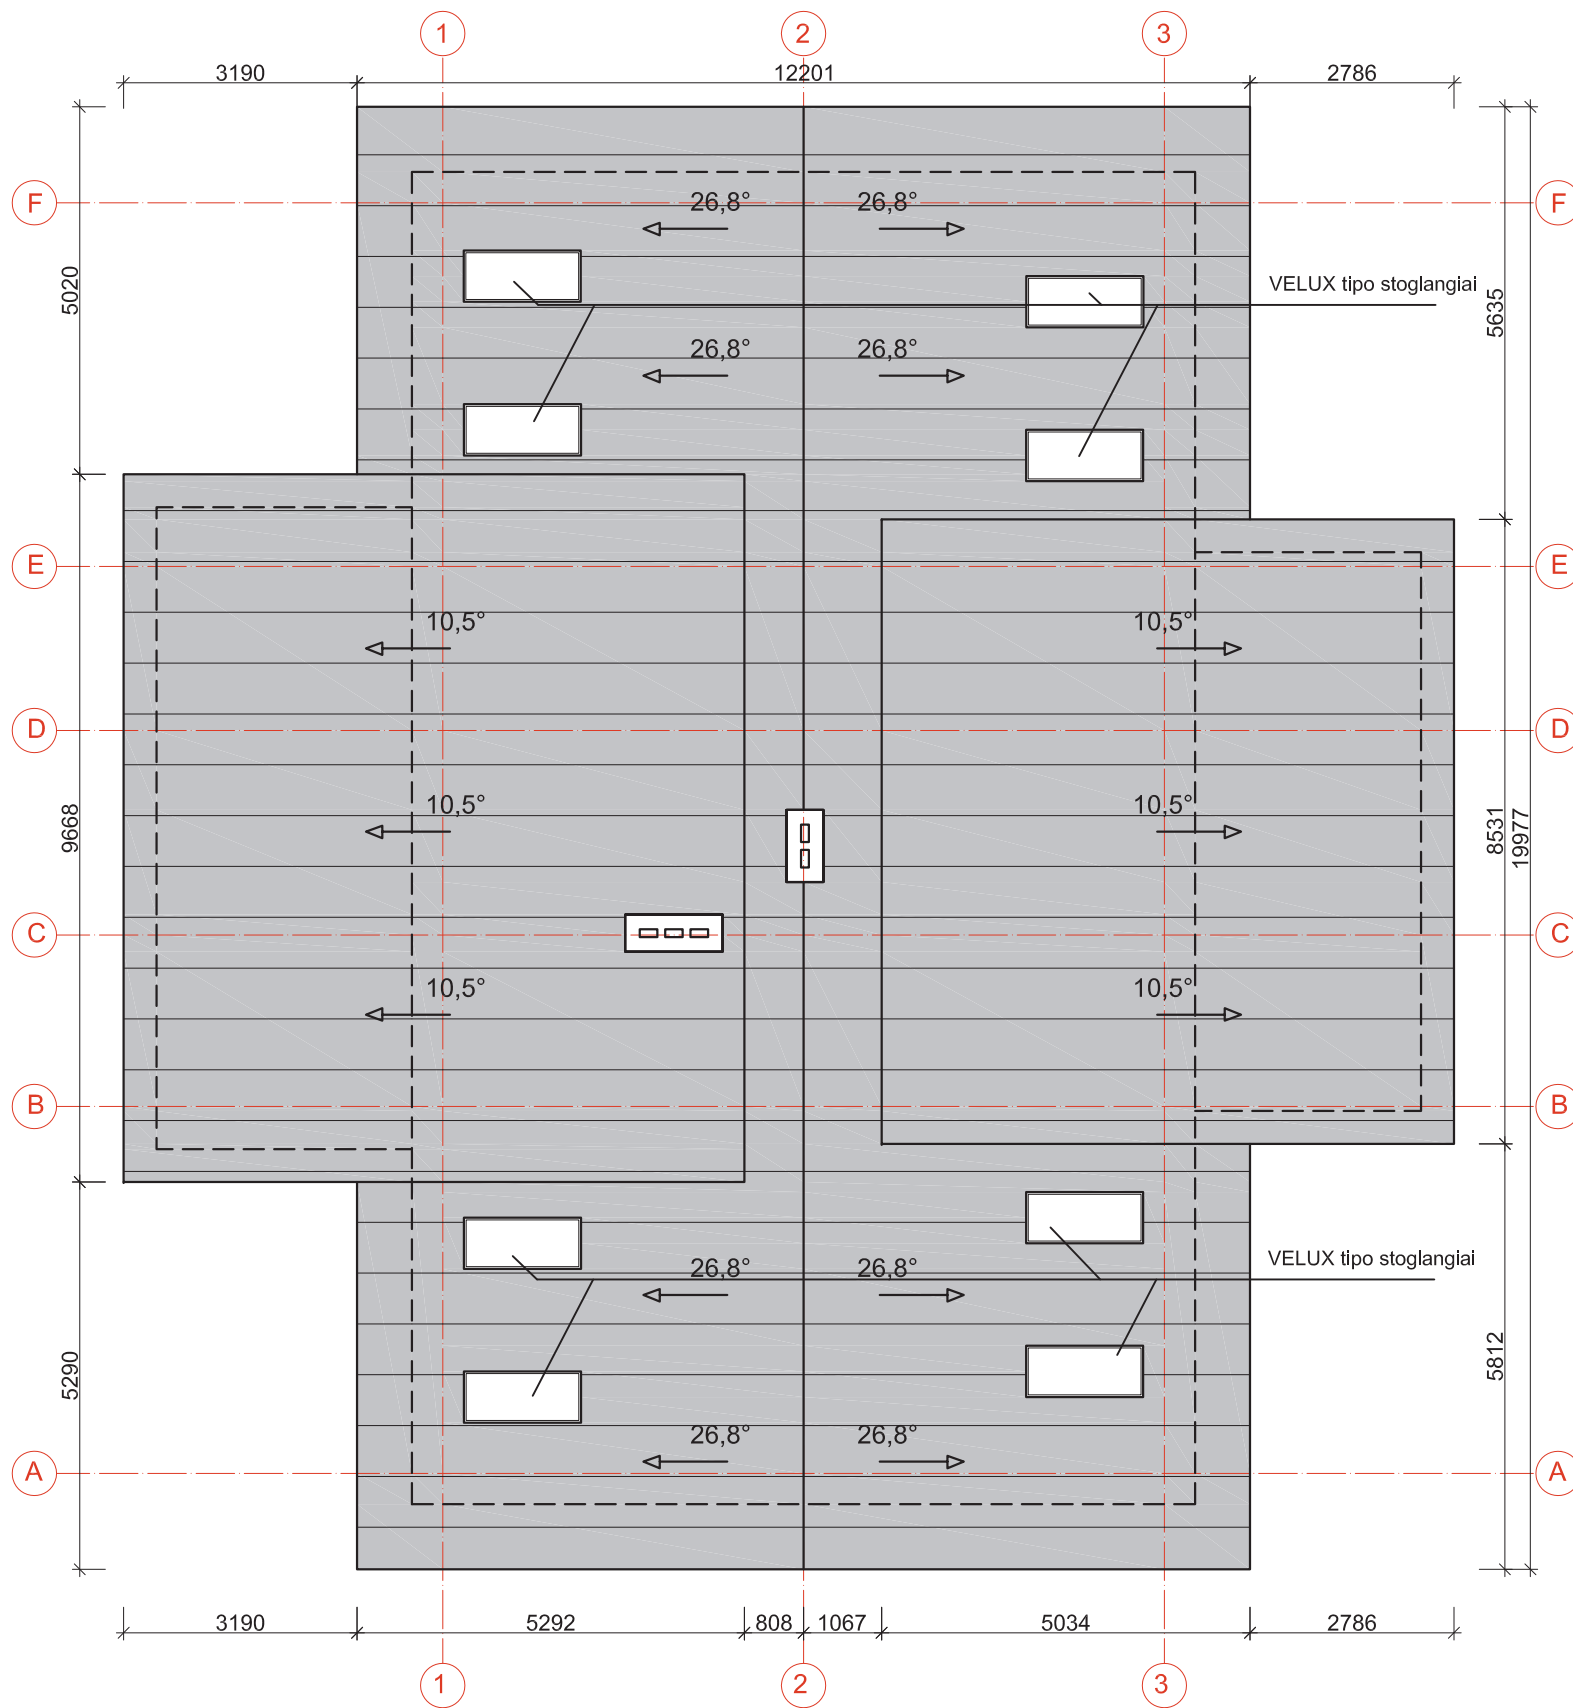 1 2 3
3190 12201 2786
F 26,8° 26,8° F
5020 VELUX tipo stoglangiai 5635
26,8° 26,8°
E E
10,5° 10,5°
D D
9668 10,5° 10,5° 8531 19977
C C
10,5° 10,5°
B B
26,8° 26,8° VELUX tipo stoglangiai
5290 5812
26,8° 26,8°
A A
3190 5292 808 1067 5034 2786
1 2 3